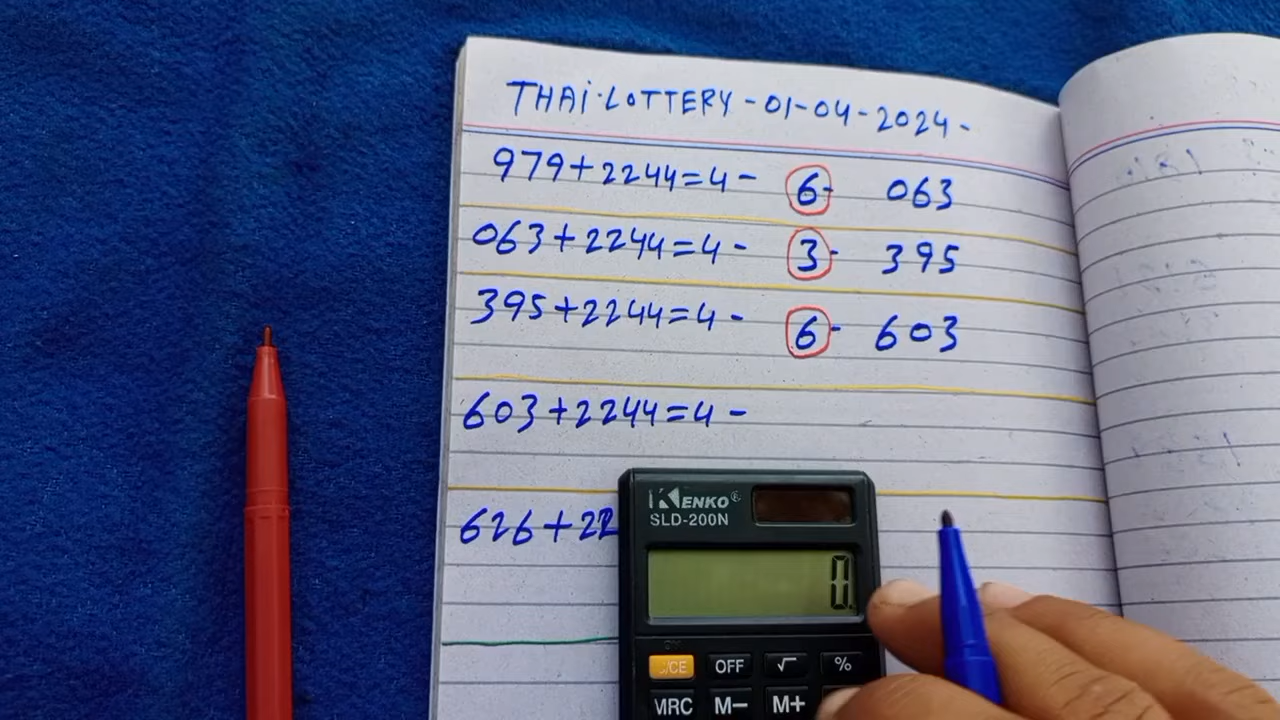 THAi·LOTTERY-01-04-2024-
979+2244=4- 6- 063
063+2244=4- 3- 395
395+2244=4- 6- 603
603+2244=4-
626+22
KENKO®
SLD-200N
0.
OFF √ %
MRC M− M+